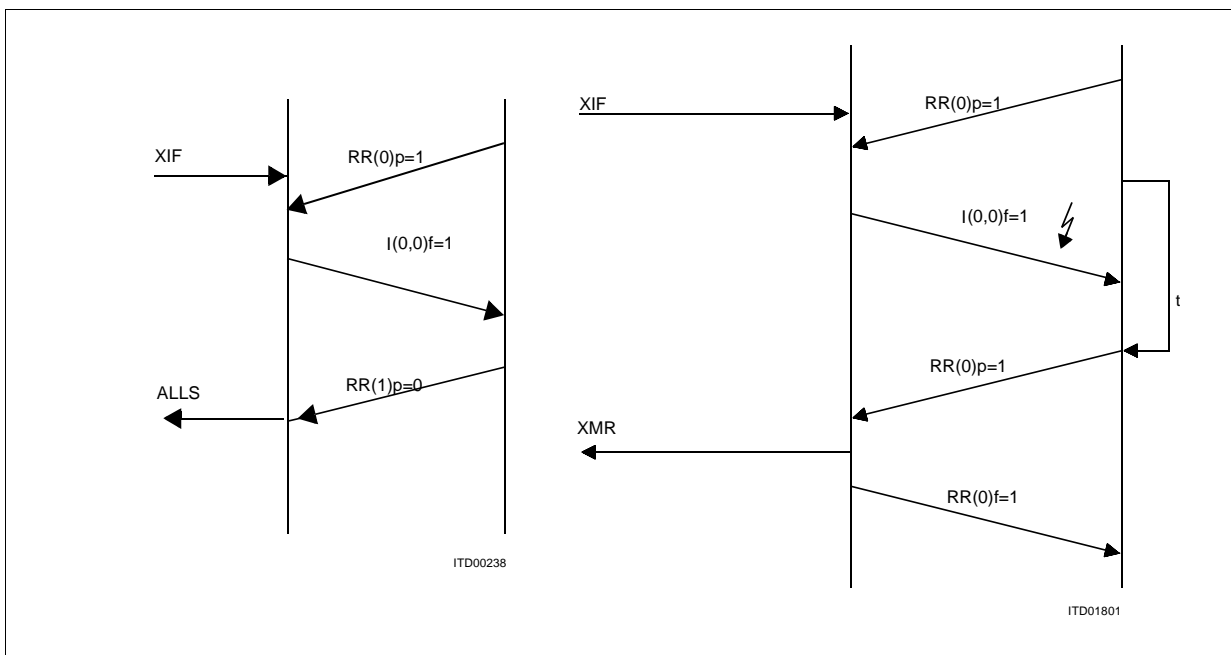 XIF
RR(0)p=1
I(0,0)f=1
RR(1)p=0
ALLS
ITD00238
XIF
RR(0)p=1
I(0,0)f=1
t
RR(0)p=1
XMR
RR(0)f=1
ITD01801